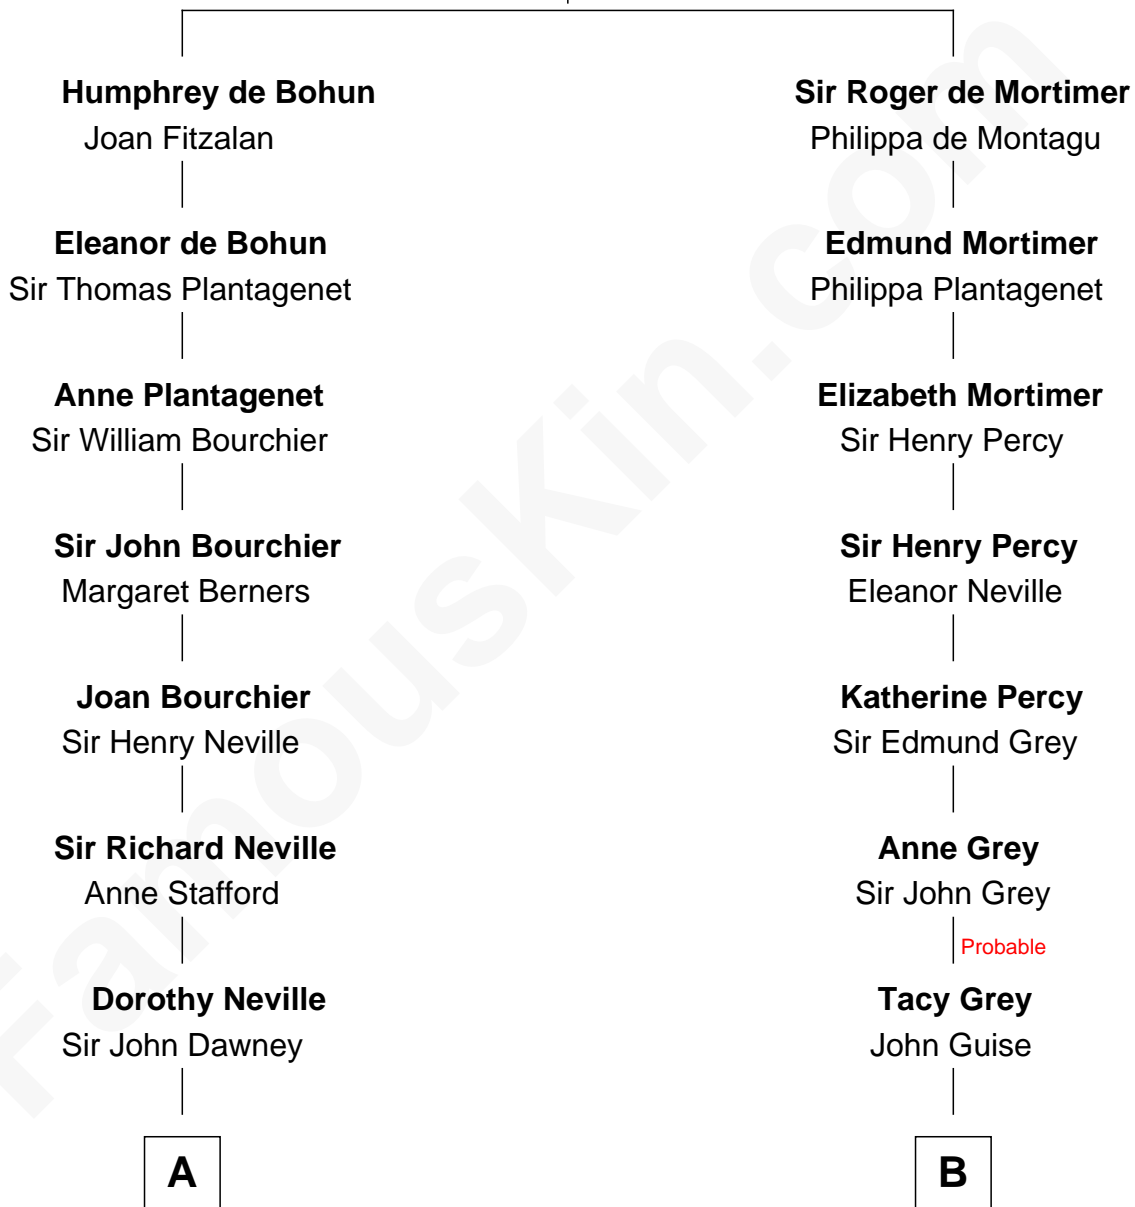 Humphrey de Bohun
Joan Fitzalan
Eleanor de Bohun
Sir Thomas Plantagenet
Anne Plantagenet
Sir William Bourchier
Sir John Bourchier
Margaret Berners
Joan Bourchier
Sir Henry Neville
Sir Richard Neville
Anne Stafford
Dorothy Neville
Sir John Dawney
A
Sir Roger de Mortimer
Philippa de Montagu
Edmund Mortimer
Philippa Plantagenet
Elizabeth Mortimer
Sir Henry Percy
Sir Henry Percy
Eleanor Neville
Katherine Percy
Sir Edmund Grey
Anne Grey
Sir John Grey
Probable
Tacy Grey
John Guise
B
FamousKin.com